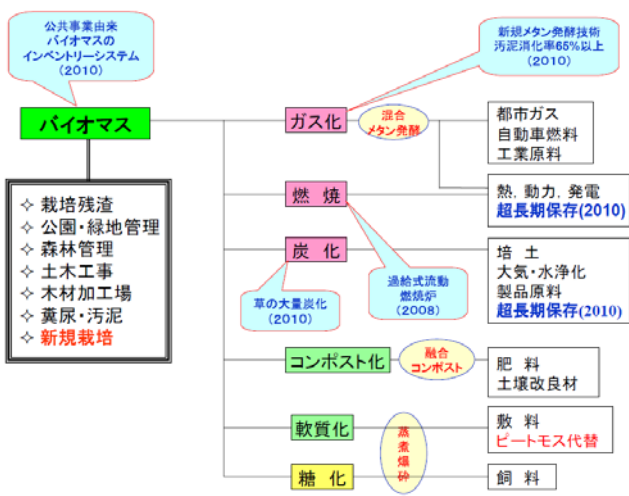 公共事業由来
バイオマスの
インベントリーシステム
(2010)
新規メタン発酵技術
汚泥消化率65%以上
(2010)
バイオマス
ガス化
混合
メタン発酵
都市ガス
自動車燃料
工業原料
✧ 栽培残渣
✧ 公園・緑地管理
✧ 森林管理
✧ 土木工事
✧ 木材加工場
✧ 糞尿・汚泥
✧ 新規栽培
燃焼
熱, 動力, 発電
超長期保存(2010)
炭化
培土
大気・水浄化
製品原料
超長期保存(2010)
草の大量炭化
(2010)
過給式流動
燃焼炉
(2008)
コンポスト化
融合
コンポスト
肥料
土壌改良材
軟質化
蒸煮爆砕
敷料
ピートモス代替
糖化
飼料